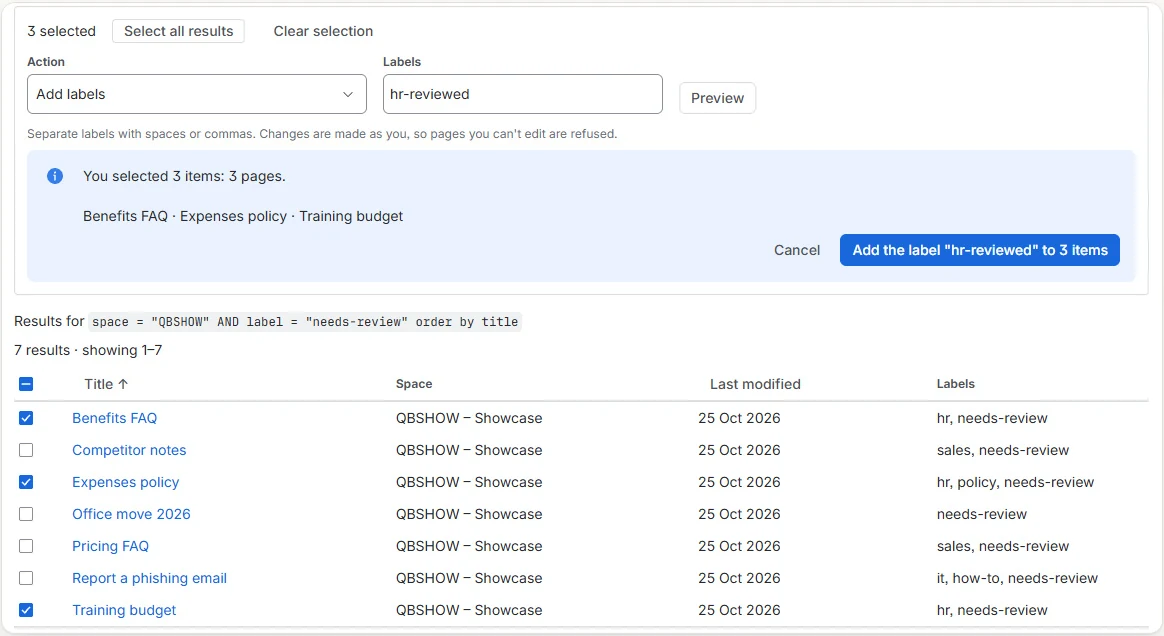 3 selected Select all results Clear selection
Action Labels
Add labels hr-reviewed Preview
Separate labels with spaces or commas. Changes are made as you, so pages you can't edit are refused.
You selected 3 items: 3 pages.
Benefits FAQ · Expenses policy · Training budget
Cancel Add the label "hr-reviewed" to 3 items
Results for space = "QBSHOW" AND label = "needs-review" order by title
7 results · showing 1–7
Title ↑ Space Last modified Labels
Benefits FAQ QBSHOW – Showcase 25 Oct 2026 hr, needs-review
Competitor notes QBSHOW – Showcase 25 Oct 2026 sales, needs-review
Expenses policy QBSHOW – Showcase 25 Oct 2026 hr, policy, needs-review
Office move 2026 QBSHOW – Showcase 25 Oct 2026 needs-review
Pricing FAQ QBSHOW – Showcase 25 Oct 2026 sales, needs-review
Report a phishing email QBSHOW – Showcase 25 Oct 2026 it, how-to, needs-review
Training budget QBSHOW – Showcase 25 Oct 2026 hr, needs-review